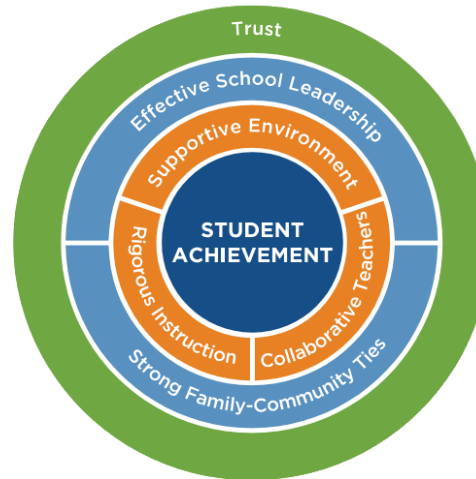 Trust
Effective School Leadership
Supportive Environment
STUDENT
ACHIEVEMENT
Rigorous Instruction
Collaborative Teachers
Strong Family-Community Ties